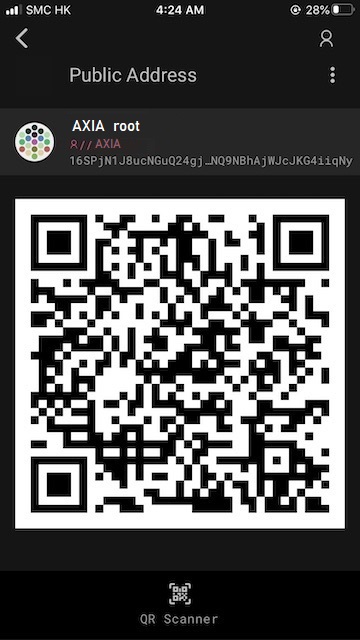 SMC HK 4:24 AM 28%
Public Address
AXIA root
//AXIA
16SPjN1J8ucNGuQ24gj…NQ9NBhAjWJcJKG4iiqNy
QR Scanner